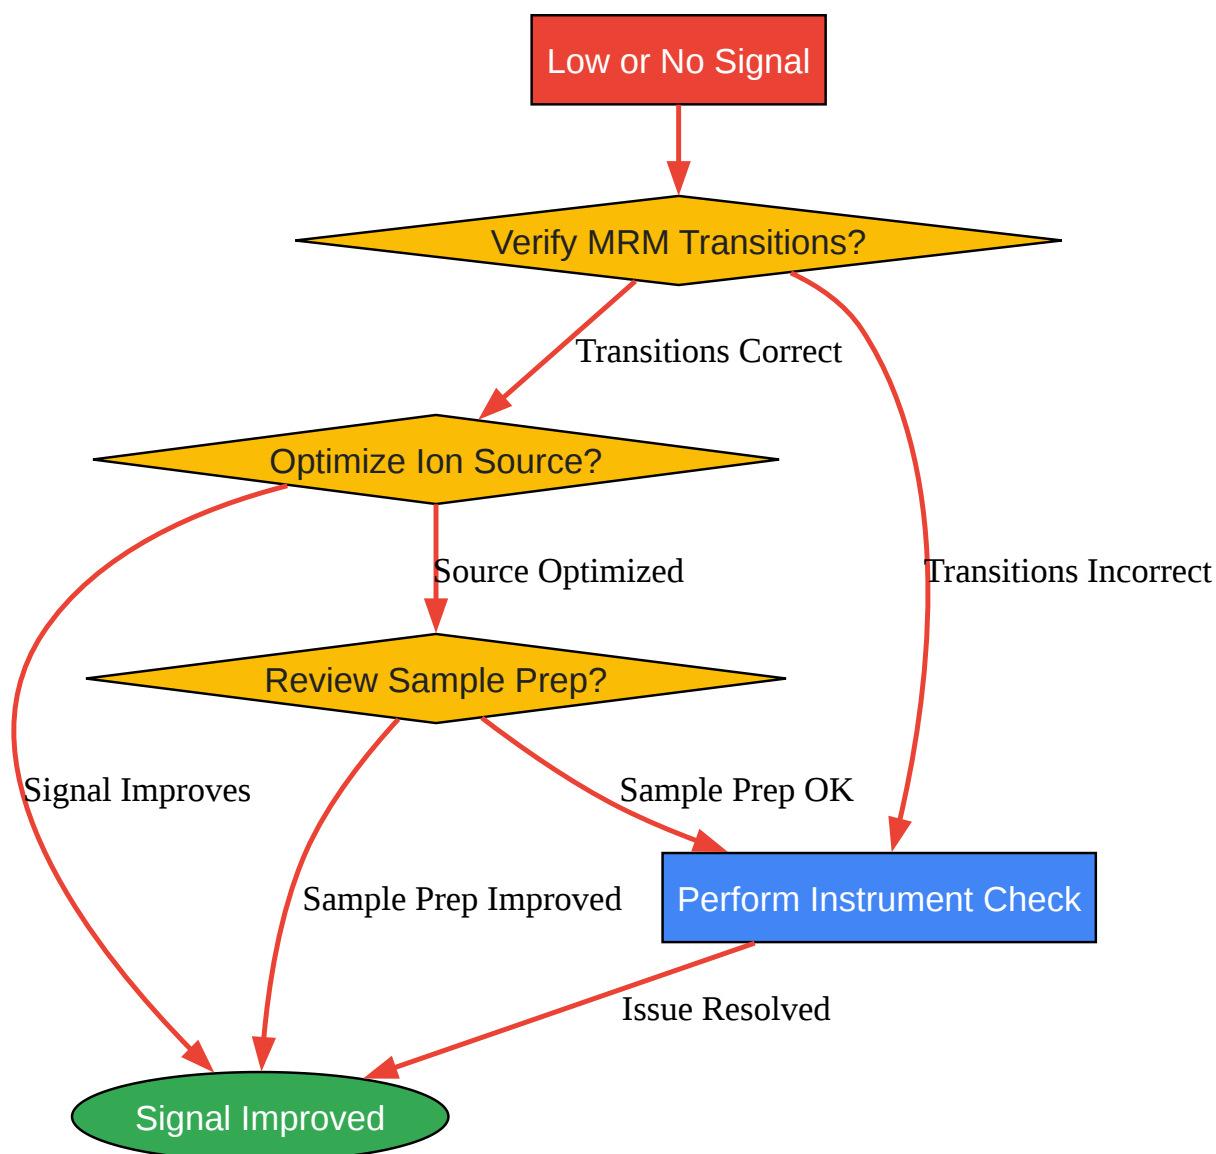 Low or No Signal
Verify MRM Transitions?
Transitions Correct
Optimize Ion Source?
Source Optimized
Transitions Incorrect
Review Sample Prep?
Signal Improves
Sample Prep OK
Sample Prep Improved
Perform Instrument Check
Issue Resolved
Signal Improved